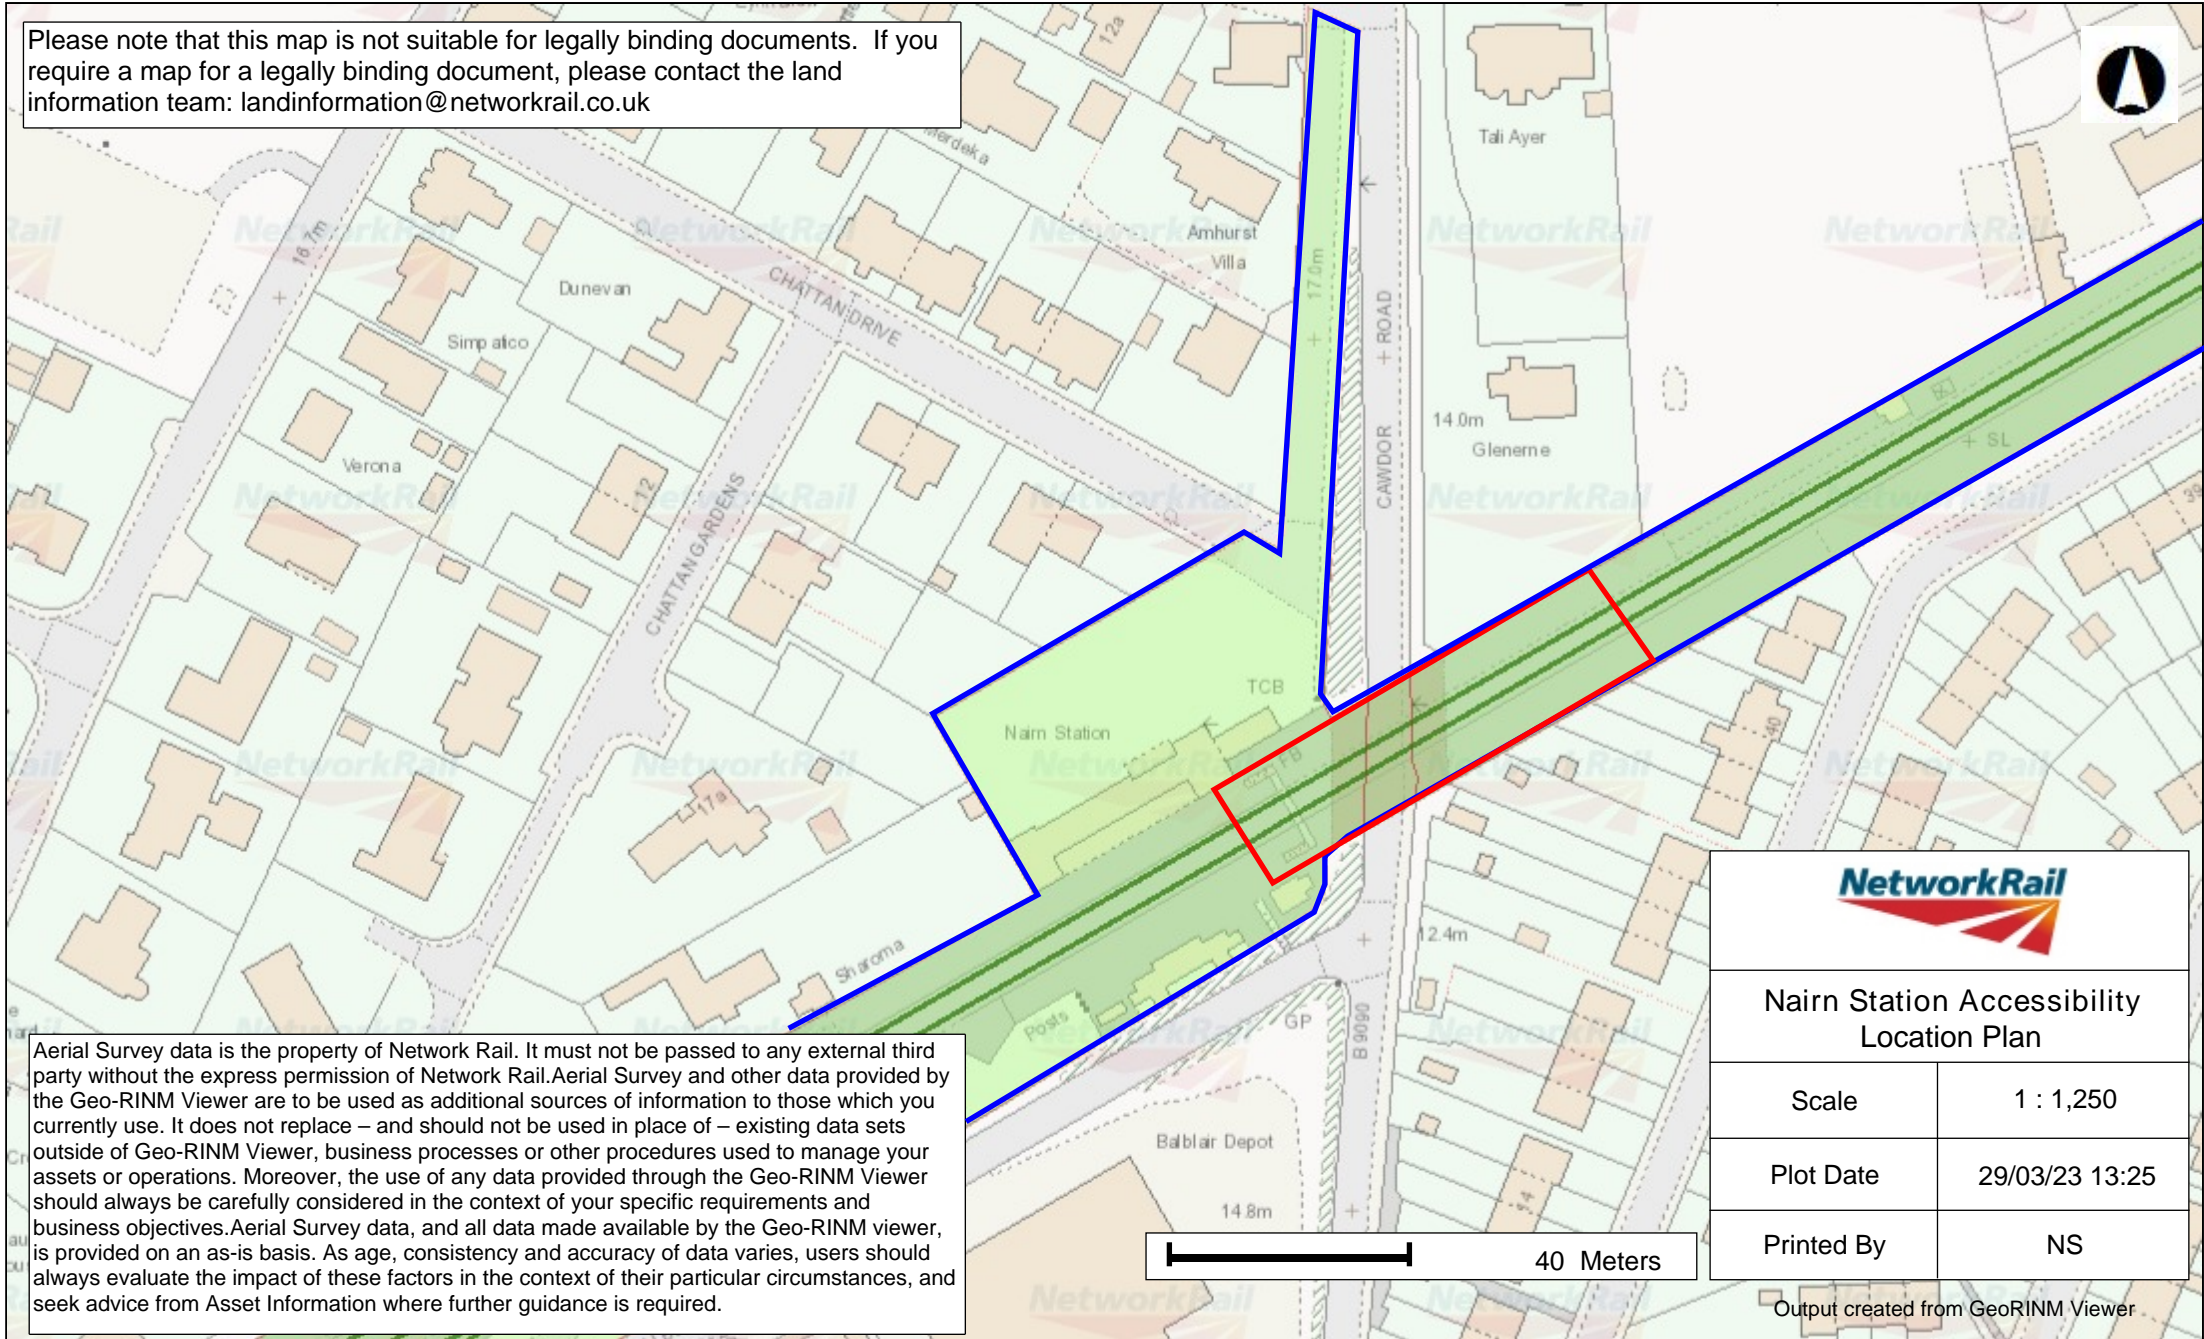 Please note that this map is not suitable for legally binding documents.  If you
require a map for a legally binding document, please contact the land
information team: landinformation@networkrail.co.uk
12a
Merdeka
Tali Ayer
Amhurst
Villa
16.7m
17.0m
Dunevan
CHATTAN DRIVE
Simpatico
CAWDOR ROAD
14.0m
Glenerne
Verona
12
CHATTAN GARDENS
SL
39
TCB
Nairn Station
FB
40
17a
Sharoma
12.4m
Posts
GP
B 9090
Balblair Depot
14.8m
14
Aerial Survey data is the property of Network Rail. It must not be passed to any external third
party without the express permission of Network Rail.Aerial Survey and other data provided by
the Geo-RINM Viewer are to be used as additional sources of information to those which you
currently use. It does not replace – and should not be used in place of – existing data sets
outside of Geo-RINM Viewer, business processes or other procedures used to manage your
assets or operations. Moreover, the use of any data provided through the Geo-RINM Viewer
should always be carefully considered in the context of your specific requirements and
business objectives.Aerial Survey data, and all data made available by the Geo-RINM viewer,
is provided on an as-is basis. As age, consistency and accuracy of data varies, users should
always evaluate the impact of these factors in the context of their particular circumstances, and
seek advice from Asset Information where further guidance is required.
40 Meters
NetworkRail
Nairn Station Accessibility
Location Plan
Scale 1 : 1,250
Plot Date 29/03/23 13:25
Printed By NS
Output created from GeoRINM Viewer